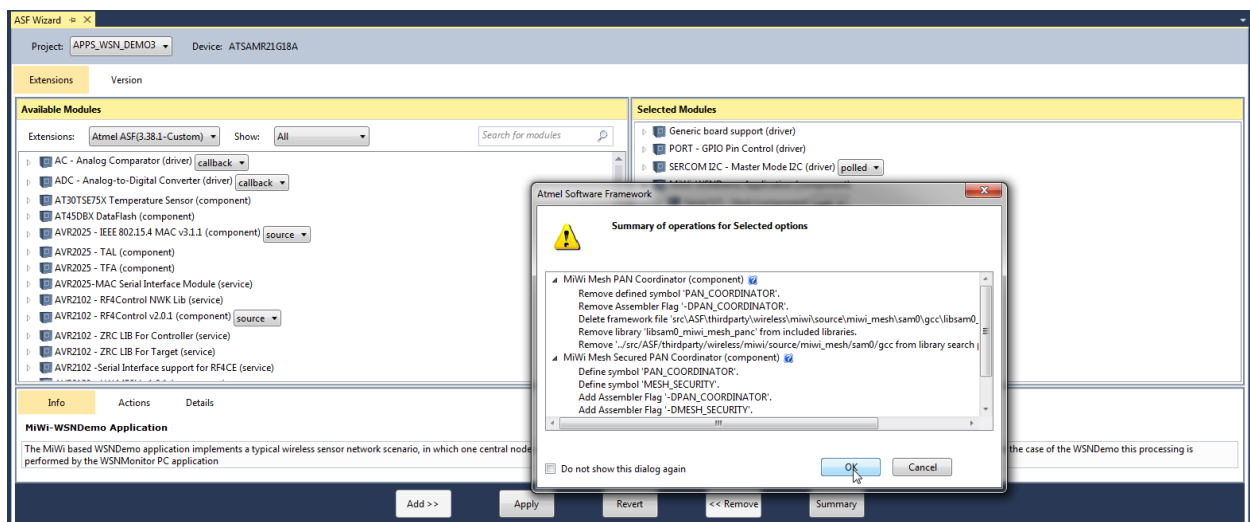 ASF Wizard
Project: APPS_WSN_DEMO3 Device: ATSAMR21G18A
Extensions Version
Available Modules
Extensions: Atmel ASF(3.38.1-Custom) Show: All Search for modules
AC - Analog Comparator (driver) callback
ADC - Analog-to-Digital Converter (driver) callback
AT30TSE75X Temperature Sensor (component)
AT45DBX DataFlash (component)
AVR2025 - IEEE 802.15.4 MAC v3.1.1 (component) source
AVR2025 - TAL (component)
AVR2025 - TFA (component)
AVR2025-MAC Serial Interface Module (service)
AVR2102 - RF4Control NWK Lib (service)
AVR2102 - RF4Control v2.0.1 (component) source
AVR2102 - ZRC LIB For Controller (service)
AVR2102 - ZRC LIB For Target (service)
AVR2102 -Serial Interface support for RF4CE (service)
Selected Modules
Generic board support (driver)
PORT - GPIO Pin Control (driver)
SERCOM I2C - Master Mode I2C (driver) polled
Atmel Software Framework
Summary of operations for Selected options
MiWi Mesh PAN Coordinator (component)
Remove defined symbol 'PAN_COORDINATOR'.
Remove Assembler Flag '-DPAN_COORDINATOR'.
Delete framework file 'src\ASF\thirdparty\wireless\miwi\source\miwi_mesh\sam0\gcc\libsam0_
Remove library 'libsam0_miwi_mesh_panc' from included libraries.
Remove '../src/ASF/thirdparty/wireless/miwi/source/miwi_mesh/sam0/gcc from library search
MiWi Mesh Secured PAN Coordinator (component)
Define symbol 'PAN_COORDINATOR'.
Define symbol 'MESH_SECURITY'.
Add Assembler Flag '-DPAN_COORDINATOR'.
Add Assembler Flag '-DMESH_SECURITY'.
Do not show this dialog again OK Cancel
Info Actions Details
MiWi-WSNDemo Application
The MiWi based WSNDemo application implements a typical wireless sensor network scenario, in which one central node the case of the WSNDemo this processing is
performed by the WSNMonitor PC application
Add >> Apply Revert << Remove Summary